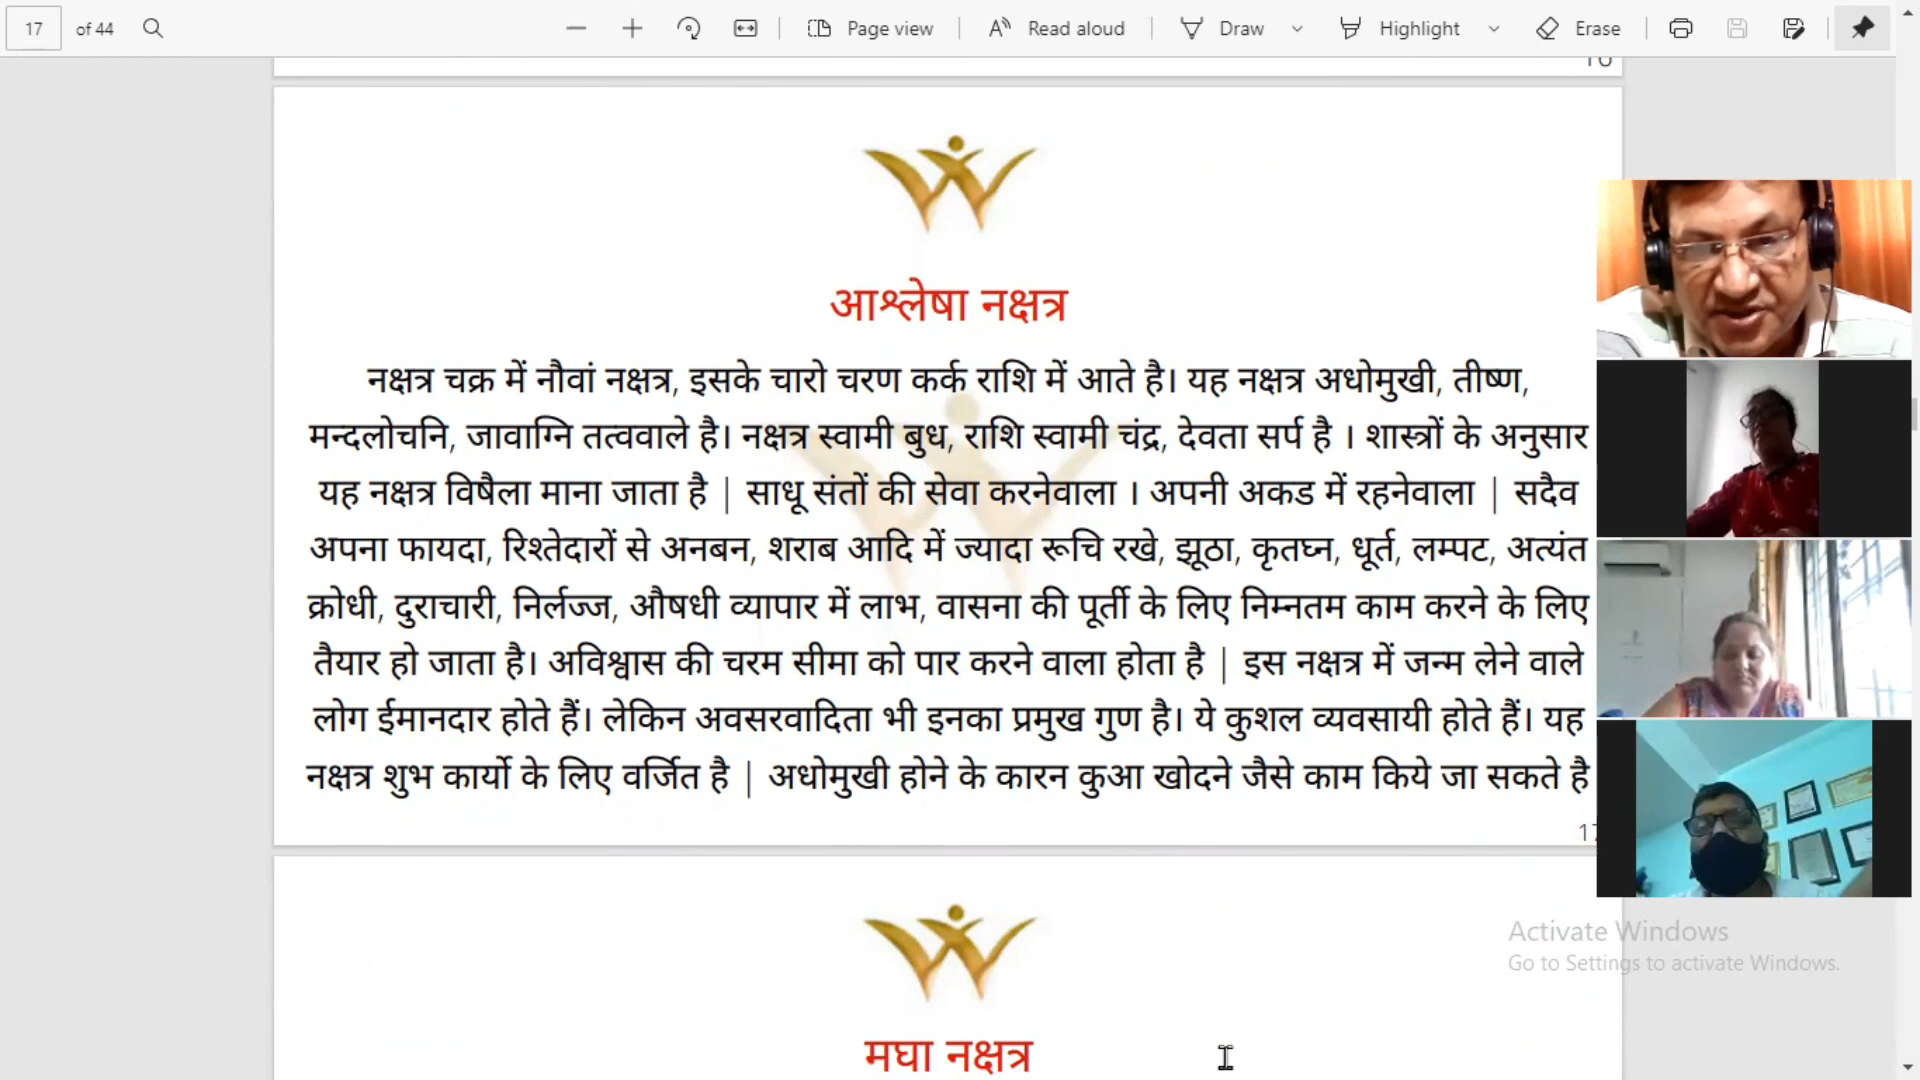 17 of 44 Page view Read aloud Draw Highlight Erase
आश्लेषा नक्षत्र
नक्षत्र चक्र में नौवां नक्षत्र, इसके चारो चरण कर्क राशि में आते है। यह नक्षत्र अधोमुखी, तीष्ण,
मन्दलोचनि, जावाग्नि तत्ववाले है। नक्षत्र स्वामी बुध, राशि स्वामी चंद्र, देवता सर्प है । शास्त्रों के अनुसार
यह नक्षत्र विषैला माना जाता है | साधू संतों की सेवा करनेवाला । अपनी अकड में रहनेवाला | सदैव
अपना फायदा, रिश्तेदारों से अनबन, शराब आदि में ज्यादा रूचि रखे, झूठा, कृतघ्न, धूर्त, लम्पट, अत्यंत
क्रोधी, दुराचारी, निर्लज्ज, औषधी व्यापार में लाभ, वासना की पूर्ती के लिए निम्नतम काम करने के लिए
तैयार हो जाता है। अविश्वास की चरम सीमा को पार करने वाला होता है | इस नक्षत्र में जन्म लेने वाले
लोग ईमानदार होते हैं। लेकिन अवसरवादिता भी इनका प्रमुख गुण है। ये कुशल व्यवसायी होते हैं। यह
नक्षत्र शुभ कार्यो के लिए वर्जित है | अधोमुखी होने के कारन कुआ खोदने जैसे काम किये जा सकते है
17
मघा नक्षत्र
Activate Windows
Go to Settings to activate Windows.